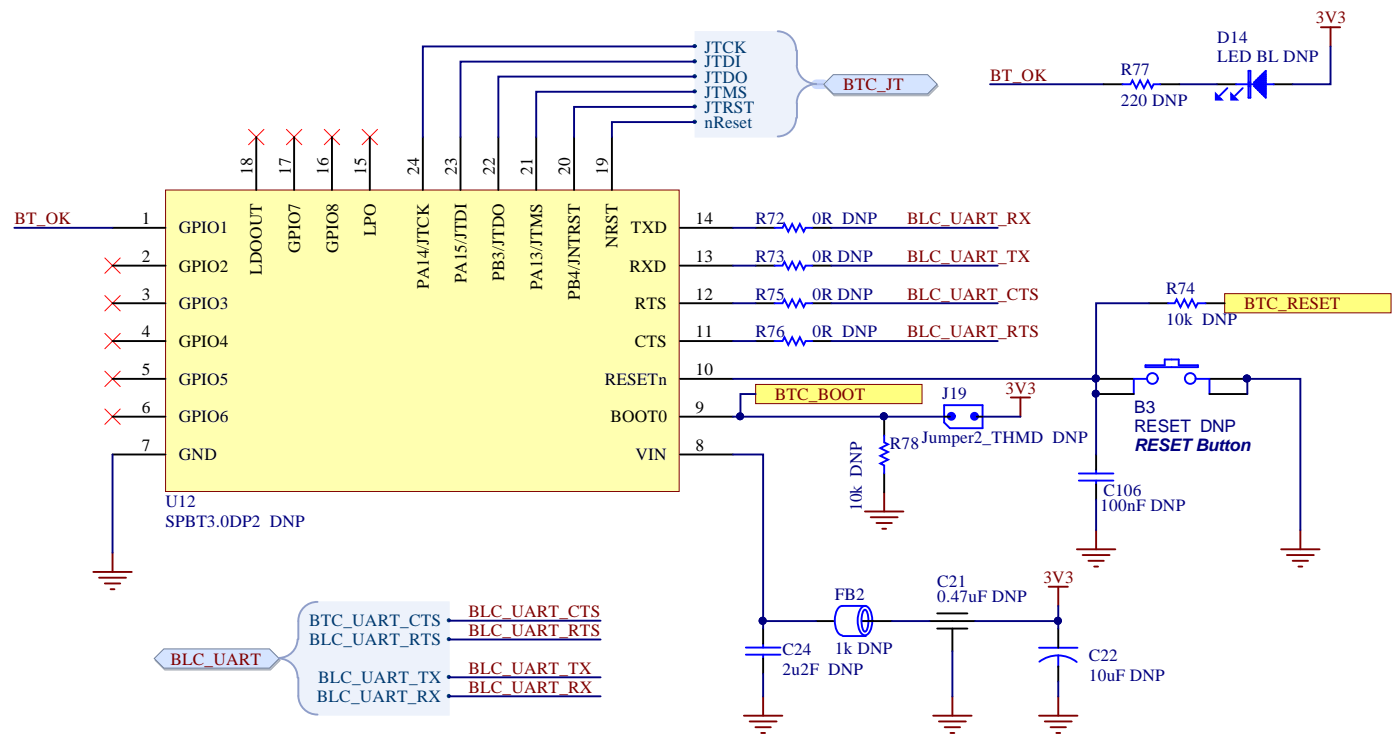 JTCK
JTDI
JTDO
JTMS
JTRST
nReset
BTC_JT
3V3
D14
LED BL DNP
BT_OK
R77
220 DNP
18
17
16
15
24
23
22
21
20
19
LDOOUT
GPIO7
GPIO8
LPO
PA14/JTCK
PA15/JTDI
PB3/JTDO
PA13/JTMS
PB4/JNTRST
NRST
BT_OK
1 GPIO1
2 GPIO2
3 GPIO3
4 GPIO4
5 GPIO5
6 GPIO6
7 GND
TXD 14 R72 0R DNP BLC_UART_RX
RXD 13 R73 0R DNP BLC_UART_TX
RTS 12 R75 0R DNP BLC_UART_CTS
CTS 11 R76 0R DNP BLC_UART_RTS
RESETn 10
BOOT0 9
VIN 8
R74
10k DNP
BTC_RESET
BTC_BOOT
J19
3V3
Jumper2_THMD DNP
R78
10k DNP
B3
RESET DNP
RESET Button
C106
100nF DNP
U12
SPBT3.0DP2 DNP
FB2
1k DNP
C21
0.47uF DNP
3V3
C24
2u2F DNP
C22
10uF DNP
BLC_UART
BTC_UART_CTS BLC_UART_CTS
BLC_UART_RTS BLC_UART_RTS
BLC_UART_TX BLC_UART_TX
BLC_UART_RX BLC_UART_RX